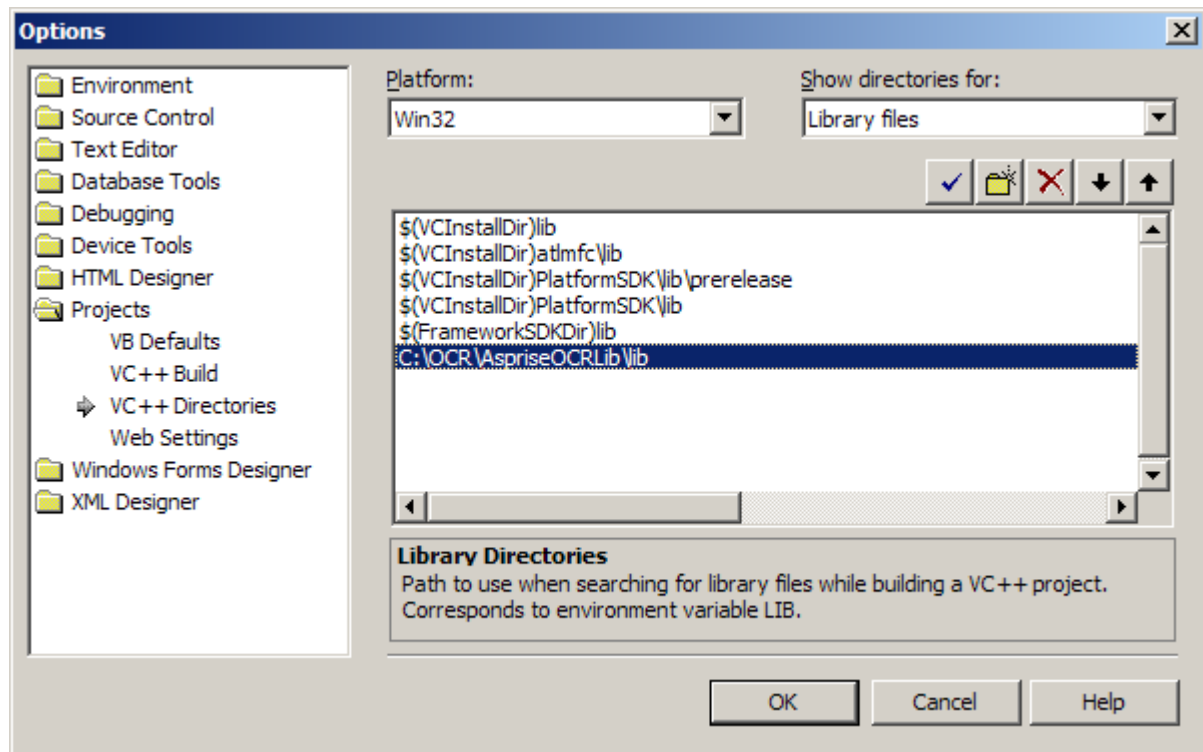 Options
Environment
Source Control
Text Editor
Database Tools
Debugging
Device Tools
HTML Designer
Projects
VB Defaults
VC++ Build
VC++ Directories
Web Settings
Windows Forms Designer
XML Designer
Platform:
Win32
Show directories for:
Library files
$(VCInstallDir)lib
$(VCInstallDir)atlmfc\lib
$(VCInstallDir)PlatformSDK\lib\prerelease
$(VCInstallDir)PlatformSDK\lib
$(FrameworkSDKDir)lib
C:\OCR\AspriseOCRLib\lib
Library Directories
Path to use when searching for library files while building a VC++ project.
Corresponds to environment variable LIB.
OK
Cancel
Help